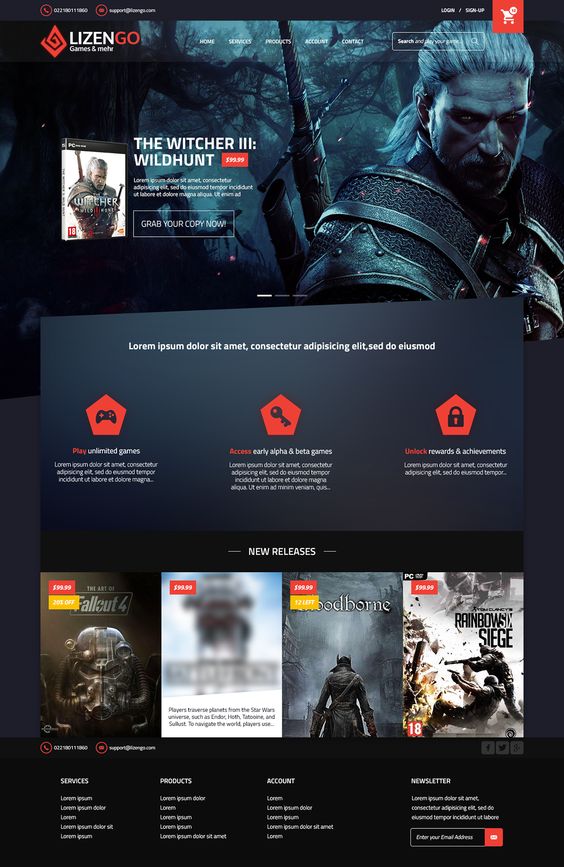 022180111860 support@lizengo.com LOGIN / SIGN-UP
LIZENGO
Games & mehr
HOME SERVICES PRODUCTS ACCOUNT CONTACT Search and play your game...
THE WITCHER III:
WILDHUNT $99.99
Lorem ipsum dolor sit amet, consectetur
adipisicing elit, sed do eiusmod tempor incididunt
ut labore et dolore magna aliqua. Ut enim ad
GRAB YOUR COPY NOW!
PC
WITCHER
WILD HUNT
18
Lorem ipsum dolor sit amet, consectetur adipisicing elit,sed do eiusmod
Play unlimited games
Lorem ipsum dolor sit amet, consectetur
adipisicing elit, sed do eiusmod tempor
incididunt ut labore et dolore magna...
Access early alpha & beta games
Lorem ipsum dolor sit amet, consectetur
adipisicing elit, sed do eiusmod tempor
incididunt ut labore et dolore magna
aliqua. Ut enim ad minim veniam, quis...
Unlock rewards & achievements
Lorem ipsum dolor sit amet, consectetur
adipisicing elit, sed do eiusmod tempor...
NEW RELEASES
$99.99
20% OFF
THE ART OF
Fallout 4
$99.99
Players traverse planets from the Star Wars
universe, such as Endor, Hoth, Tatooine, and
Sullust. To navigate the world, players use...
$99.99
12 LEFT
oodborne
PC DVD
$99.99
TOM CLANCY'S
RAINBOW SIX
SIEGE
18
022180111860 support@lizengo.com
SERVICES
Lorem ipsum
Lorem ipsum dolor
Lorem
Lorem ipsum dolor sit
Lorem ipsum
PRODUCTS
Lorem ipsum dolor
Lorem
Lorem ipsum
Lorem ipsum
Lorem ipsum dolor sit amet
ACCOUNT
Lorem
Lorem ipsum dolor
Lorem ipsum
Lorem ipsum dolor sit amet
Lorem
NEWSLETTER
Lorem ipsum dolor sit amet,
consectetur adipisicing elit,
sed do eiusmod tempor
incididunt ut labore
Enter your Email Address